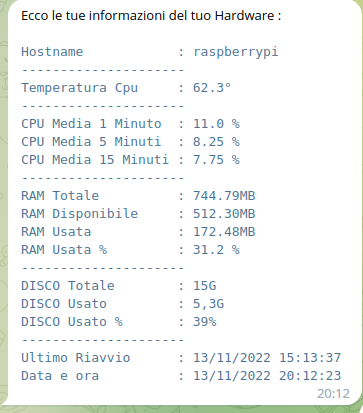 Ecco le tue informazioni del tuo Hardware :
Hostname : raspberrypi
---------------------
Temperatura Cpu : 62.3°
---------------------
CPU Media 1 Minuto : 11.0 %
CPU Media 5 Minuti : 8.25 %
CPU Media 15 Minuti : 7.75 %
---------------------
RAM Totale : 744.79MB
RAM Disponibile : 512.30MB
RAM Usata : 172.48MB
RAM Usata % : 31.2 %
---------------------
DISCO Totale : 15G
DISCO Usato : 5,3G
DISCO Usato % : 39%
---------------------
Ultimo Riavvio : 13/11/2022 15:13:37
Data e ora : 13/11/2022 20:12:23
20:12